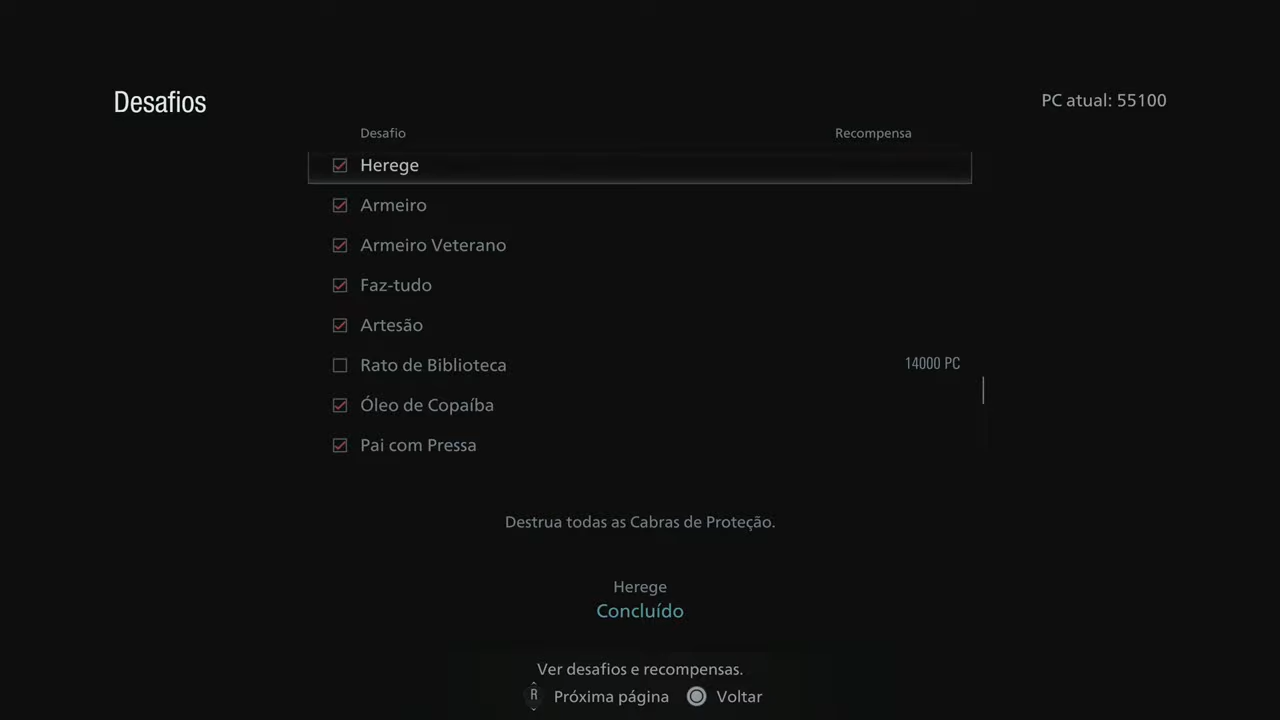 Desafios
PC atual: 55100
Desafio Recompensa
Herege
Armeiro
Armeiro Veterano
Faz-tudo
Artesão
Rato de Biblioteca 14000 PC
Óleo de Copaíba
Pai com Pressa
Destrua todas as Cabras de Proteção.
Herege
Concluído
Ver desafios e recompensas.
R Próxima página Voltar